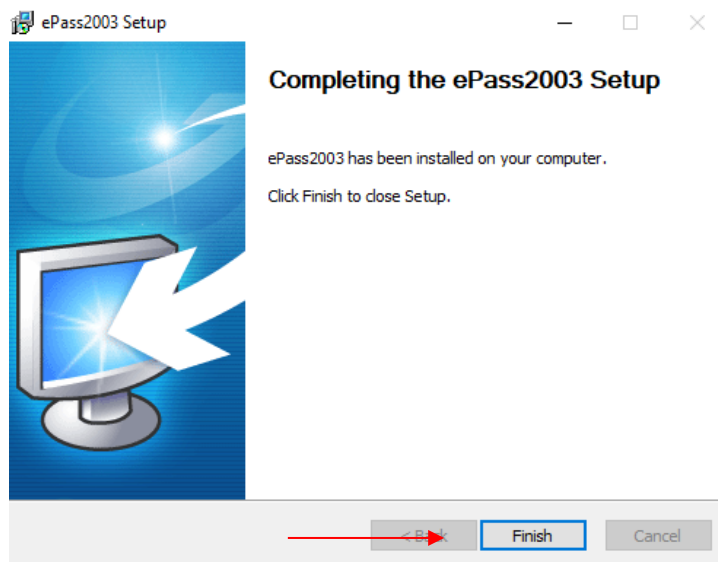 ePass2003 Setup
Completing the ePass2003 Setup
ePass2003 has been installed on your computer.
Click Finish to close Setup.
< Back Finish Cancel